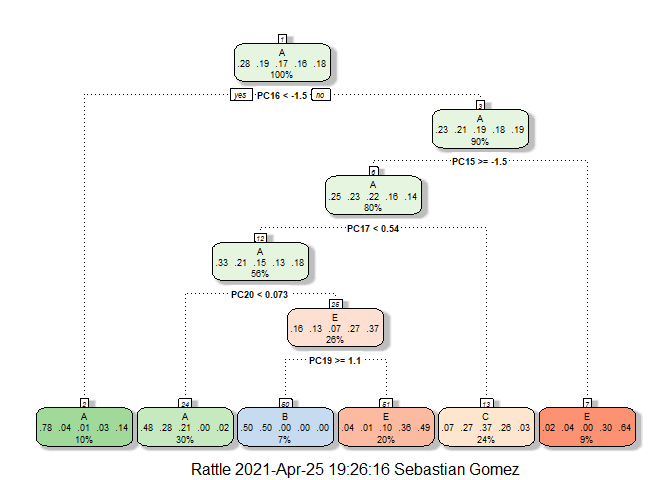 1
A
.28 .19 .17 .16 .18
100%
yes PC16 < -1.5 no
3
A
.23 .21 .19 .18 .19
90%
PC15 >= -1.5
6
A
.25 .23 .22 .16 .14
80%
PC17 < 0.54
12
A
.33 .21 .15 .13 .18
56%
PC20 < 0.073
25
E
.16 .13 .07 .27 .37
26%
PC19 >= 1.1
2 24 50 51 13 7
A A B E C E
.78 .04 .01 .03 .14 .48 .28 .21 .00 .02 .50 .50 .00 .00 .00 .04 .01 .10 .36 .49 .07 .27 .37 .26 .03 .02 .04 .00 .30 .64
10% 30% 7% 20% 24% 9%
Rattle 2021-Apr-25 19:26:16 Sebastian Gomez